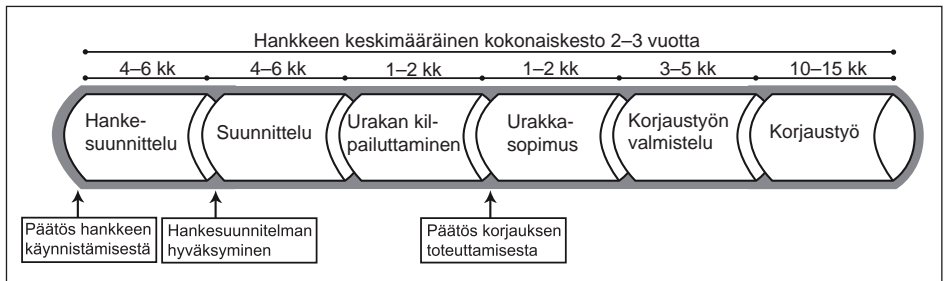 Hankkeen keskimääräinen kokonaiskesto 2–3 vuotta
4–6 kk 4–6 kk 1–2 kk 1–2 kk 3–5 kk 10–15 kk
Hanke-
suunnittelu
Suunnittelu
Urakan kil-
pailuttaminen
Urakka-
sopimus
Korjaustyön
valmistelu
Korjaustyö
Päätös hankkeen
käynnistämisestä
Hankesuunnitelman
hyväksyminen
Päätös korjauksen
toteuttamisesta